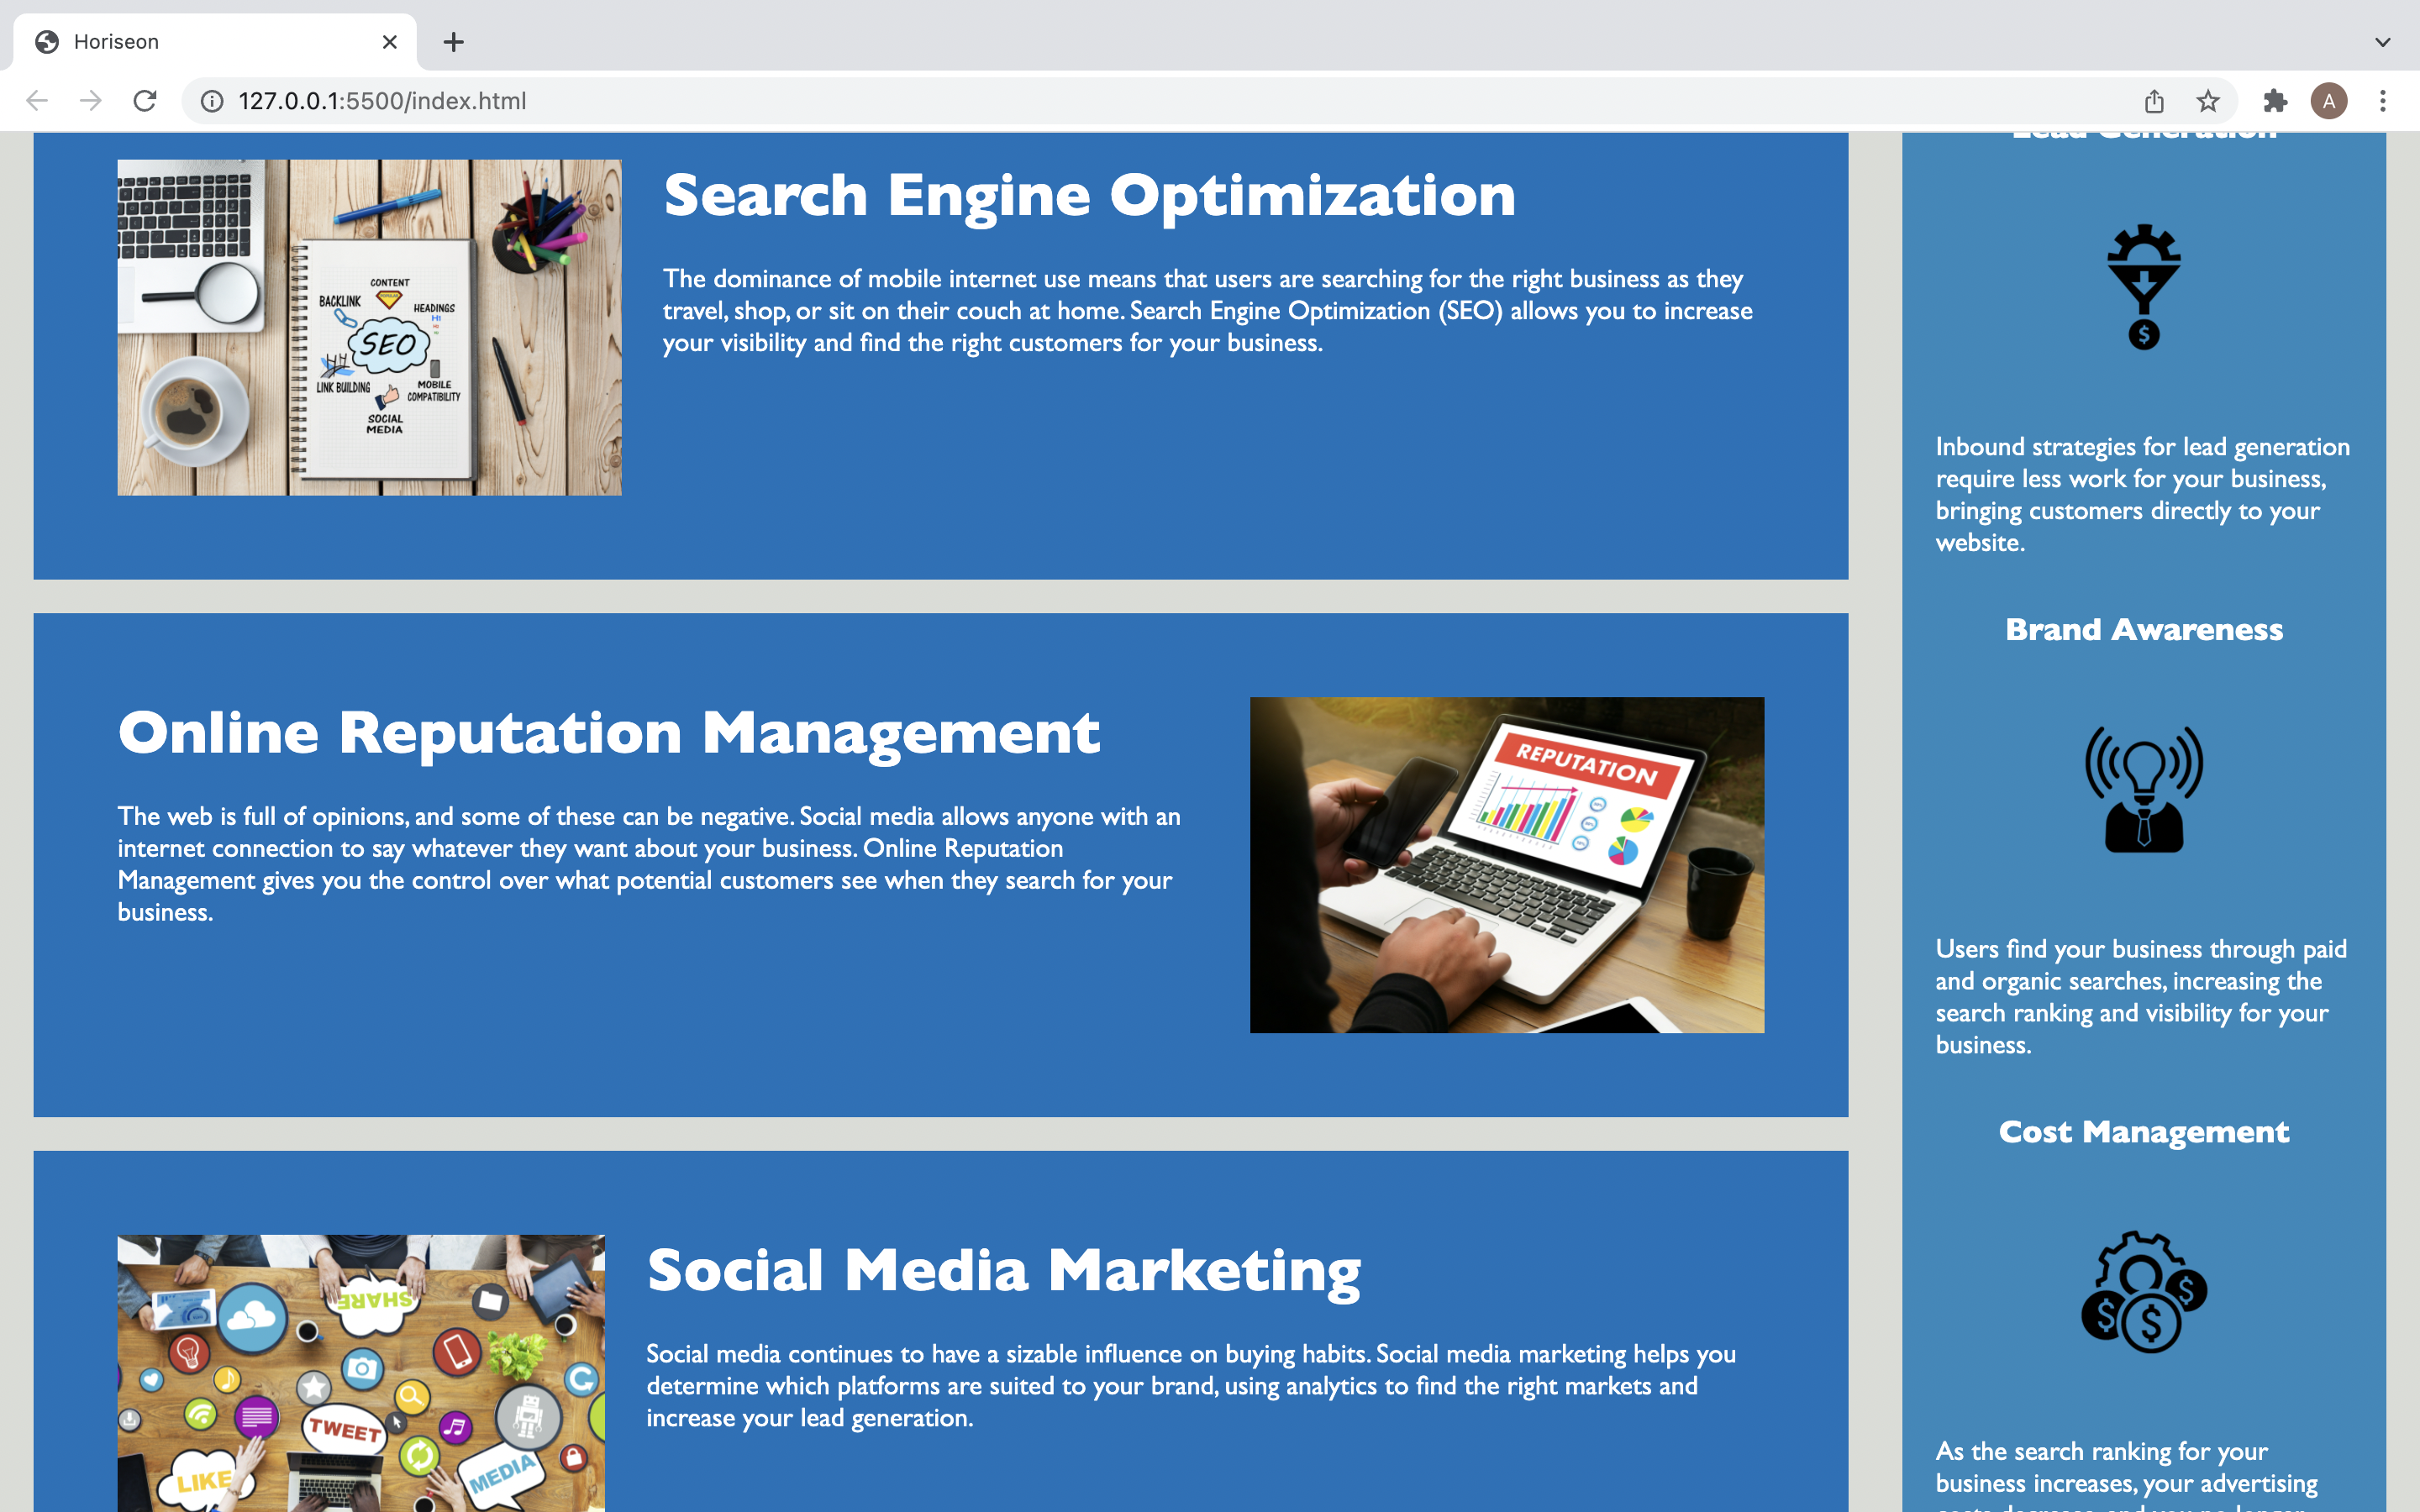 Horiseon
127.0.0.1:5500/index.html
A
Search Engine Optimization
The dominance of mobile internet use means that users are searching for the right business as they
travel, shop, or sit on their couch at home. Search Engine Optimization (SEO) allows you to increase
your visibility and find the right customers for your business.
CONTENT
BACKLINK
HEADINGS
H1
SEO
LINK BUILDING
MOBILE
COMPATIBILITY
SOCIAL
MEDIA
Online Reputation Management
The web is full of opinions, and some of these can be negative. Social media allows anyone with an
internet connection to say whatever they want about your business. Online Reputation
Management gives you the control over what potential customers see when they search for your
business.
REPUTATION
Social Media Marketing
Social media continues to have a sizable influence on buying habits. Social media marketing helps you
determine which platforms are suited to your brand, using analytics to find the right markets and
increase your lead generation.
SHARE
TWEET
LIKE
MEDIA
Lead Generation
$
Inbound strategies for lead generation
require less work for your business,
bringing customers directly to your
website.
Brand Awareness
Users find your business through paid
and organic searches, increasing the
search ranking and visibility for your
business.
Cost Management
$ $ $
As the search ranking for your
business increases, your advertising